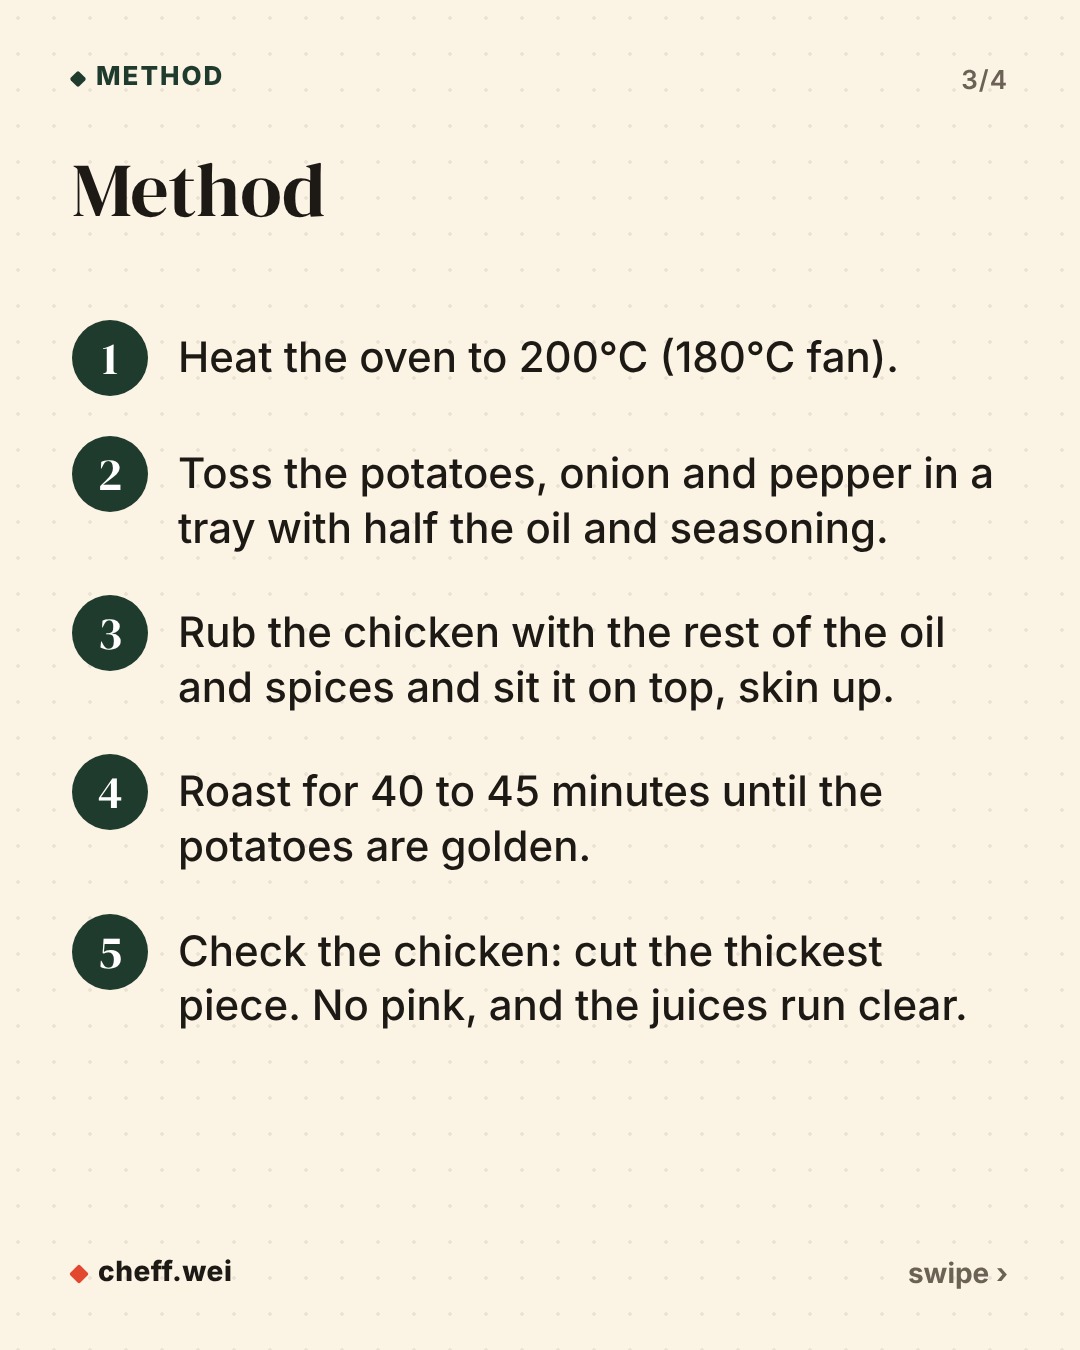 METHOD
3/4
Method
1 Heat the oven to 200°C (180°C fan).
2 Toss the potatoes, onion and pepper in a
tray with half the oil and seasoning.
3 Rub the chicken with the rest of the oil
and spices and sit it on top, skin up.
4 Roast for 40 to 45 minutes until the
potatoes are golden.
5 Check the chicken: cut the thickest
piece. No pink, and the juices run clear.
cheff.wei
swipe ›